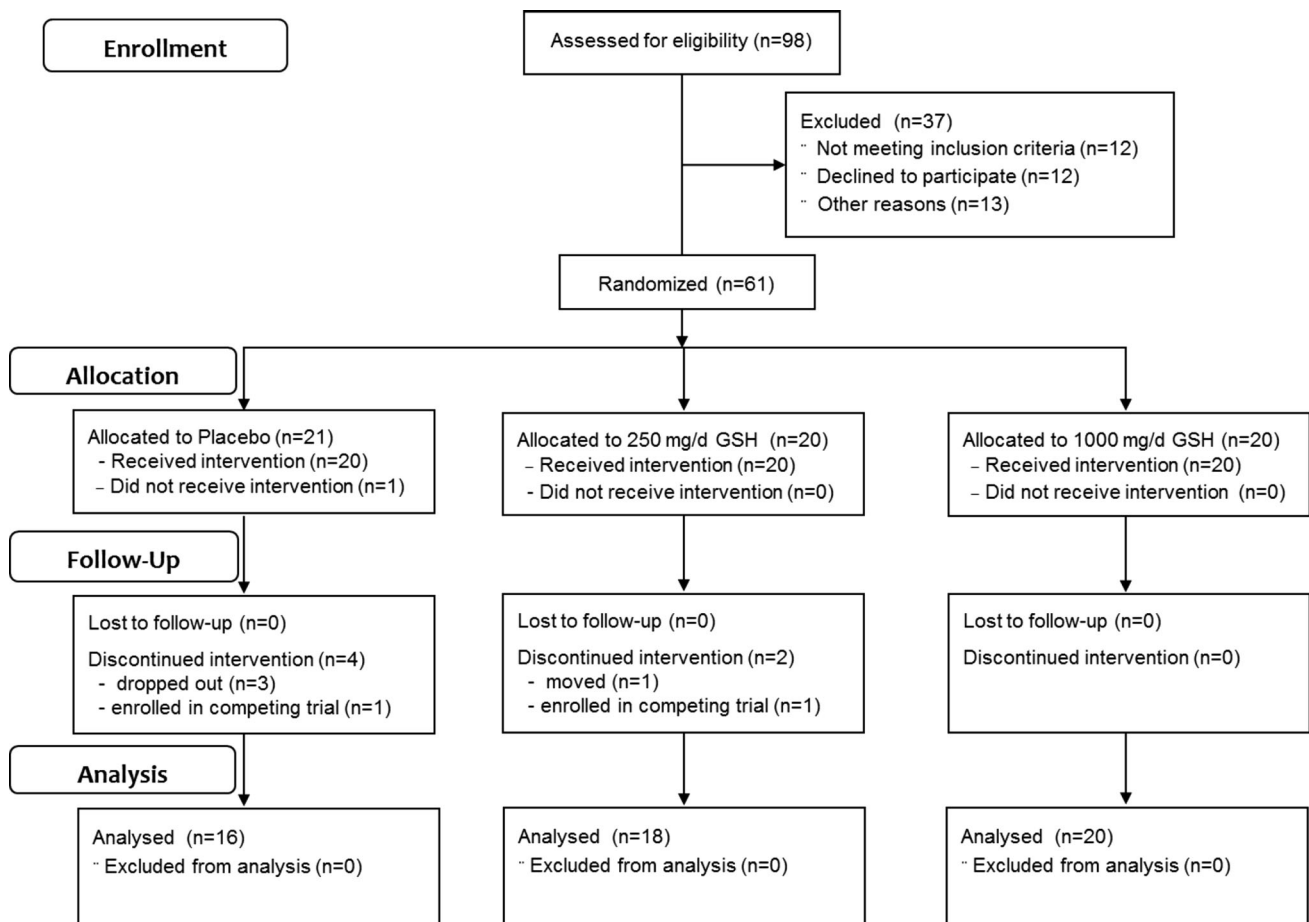 Enrollment
Assessed for eligibility (n=98)
Excluded (n=37)
¨ Not meeting inclusion criteria (n=12)
¨ Declined to participate (n=12)
¨ Other reasons (n=13)
Randomized (n=61)
Allocation
Allocated to Placebo (n=21)
- Received intervention (n=20)
– Did not receive intervention (n=1)
Allocated to 250 mg/d GSH (n=20)
– Received intervention (n=20)
- Did not receive intervention (n=0)
Allocated to 1000 mg/d GSH (n=20)
– Received intervention (n=20)
– Did not receive intervention (n=0)
Follow-Up
Lost to follow-up (n=0)
Discontinued intervention (n=4)
- dropped out (n=3)
- enrolled in competing trial (n=1)
Lost to follow-up (n=0)
Discontinued intervention (n=2)
- moved (n=1)
- enrolled in competing trial (n=1)
Lost to follow-up (n=0)
Discontinued intervention (n=0)
Analysis
Analysed (n=16)
¨ Excluded from analysis (n=0)
Analysed (n=18)
¨ Excluded from analysis (n=0)
Analysed (n=20)
¨ Excluded from analysis (n=0)